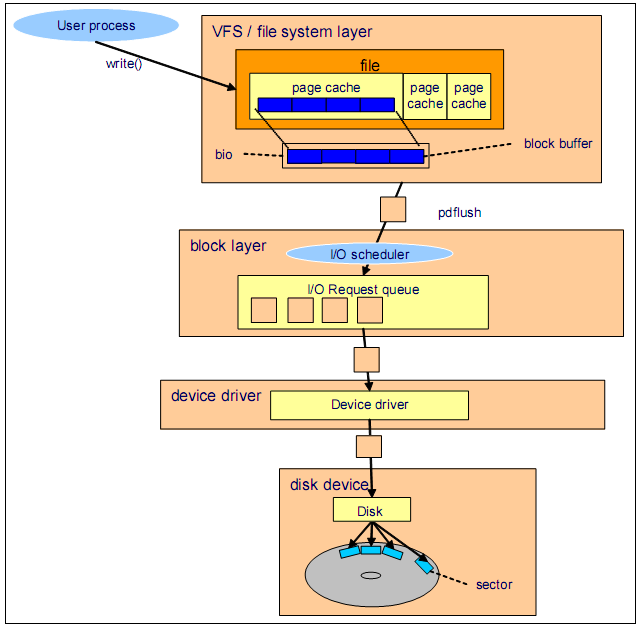 User process
VFS / file system layer
write()
file
page cache
page
cache
page
cache
bio
block buffer
pdflush
block layer
I/O scheduler
I/O Request queue
device driver
Device driver
disk device
Disk
sector